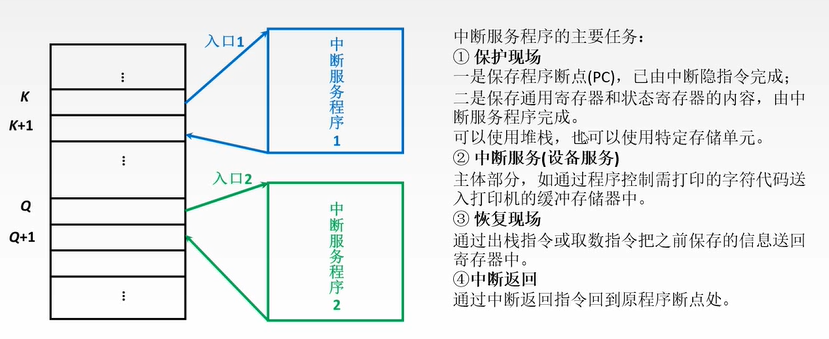 ⋮
K
K+1
⋮
Q
Q+1
⋮
入口1
中断服务程序1
入口2
中断服务程序2
中断服务程序的主要任务：
① 保护现场
一是保存程序断点(PC)，已由中断隐指令完成；
二是保存通用寄存器和状态寄存器的内容，由中
断服务程序完成。
可以使用堆栈，也可以使用特定存储单元。
② 中断服务(设备服务)
主体部分，如通过程序控制需打印的字符代码送
入打印机的缓冲存储器中。
③ 恢复现场
通过出栈指令或取数指令把之前保存的信息送回
寄存器中。
④中断返回
通过中断返回指令回到原程序断点处。